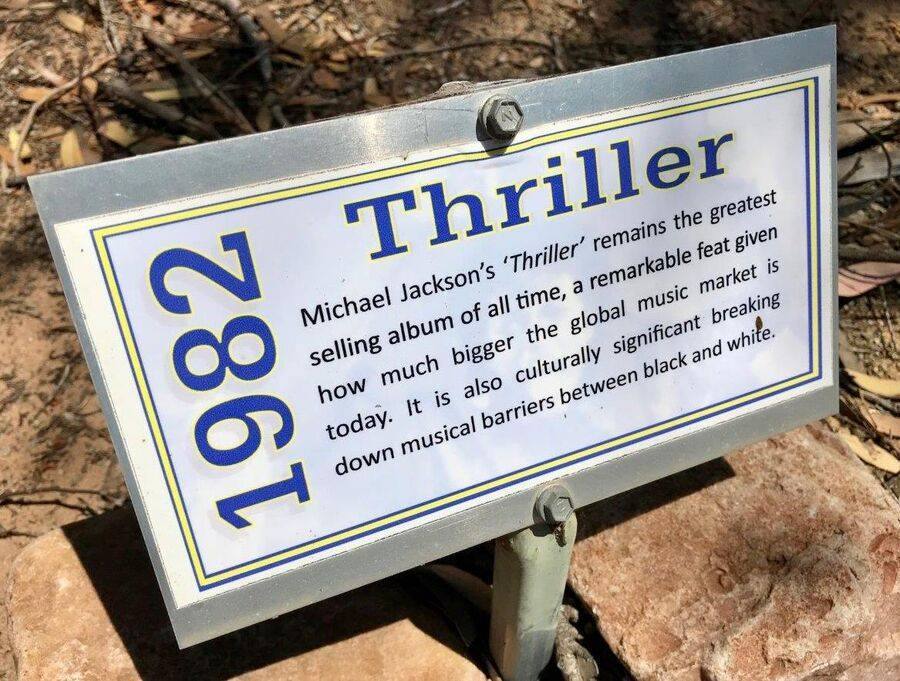 1982
Thriller
Michael Jackson's 'Thriller' remains the greatest
selling album of all time, a remarkable feat given
how much bigger the global music market is
today. It is also culturally significant breaking
down musical barriers between black and white.